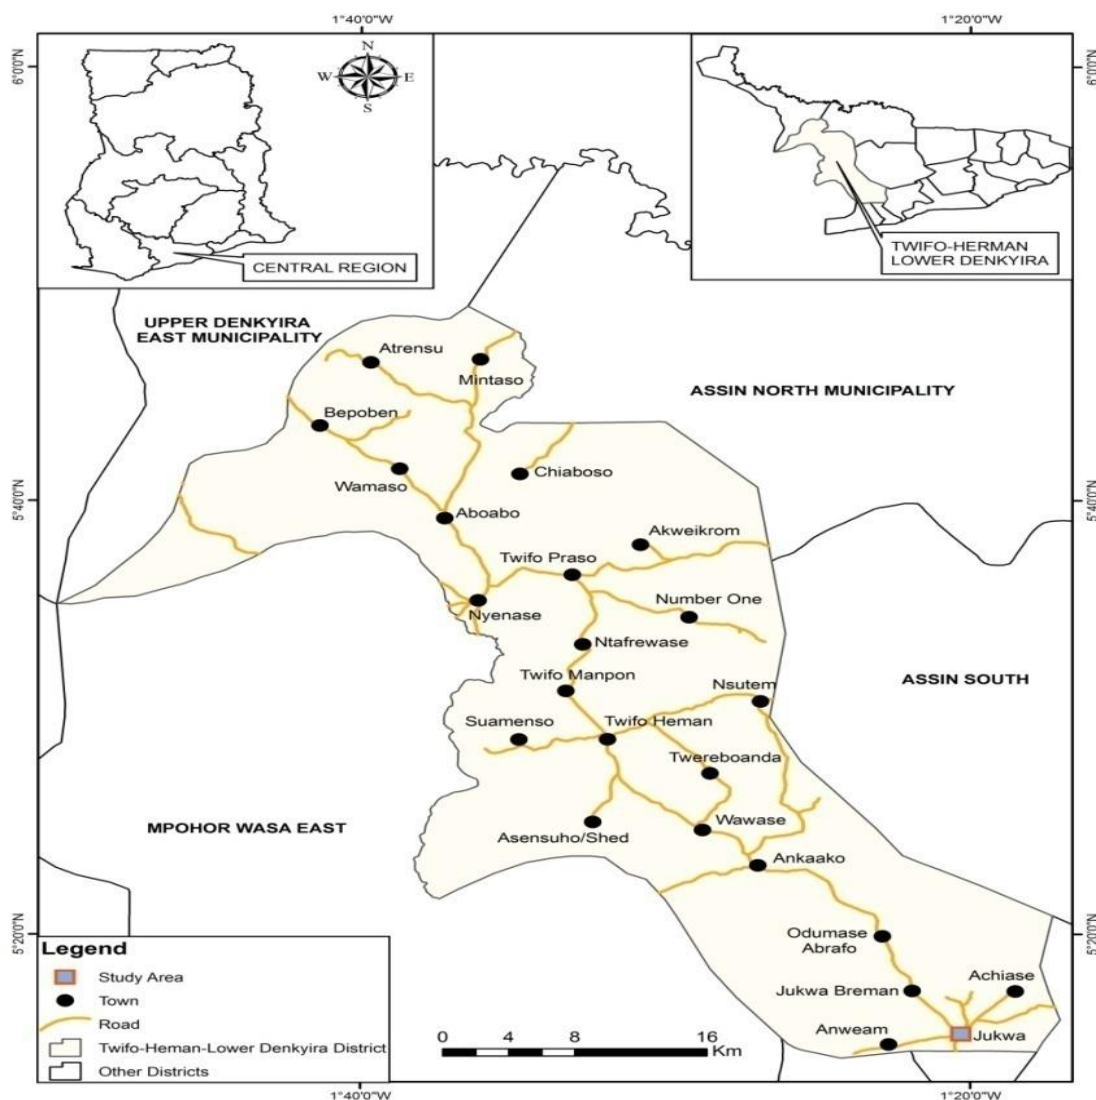 1°40'0"W
1°20'0"W
6°0'0"N
6°0'0"N
N
W
E
S
CENTRAL REGION
TWIFO-HERMAN
LOWER DENKYIRA
UPPER DENKYIRA
EAST MUNICIPALITY
Atrensu
Mintaso
ASSIN NORTH MUNICIPALITY
Bepoben
Chiaboso
Wamaso
5°40'0"N
5°40'0"N
Aboabo
Akweikrom
Twifo Praso
Number One
Nyenase
Ntafrewase
Twifo Manpon
Nsutem
ASSIN SOUTH
Suamenso
Twifo Heman
Twereboanda
MPOHOR WASA EAST
Wawase
Asensuho/Shed
Ankaako
5°20'0"N
5°20'0"N
Odumase
Abrafo
Achiase
Jukwa Breman
Anweam
Jukwa
Legend
Study Area
Town
Road
Twifo-Heman-Lower Denkyira District
Other Districts
0 4 8 16
Km
1°40'0"W
1°20'0"W